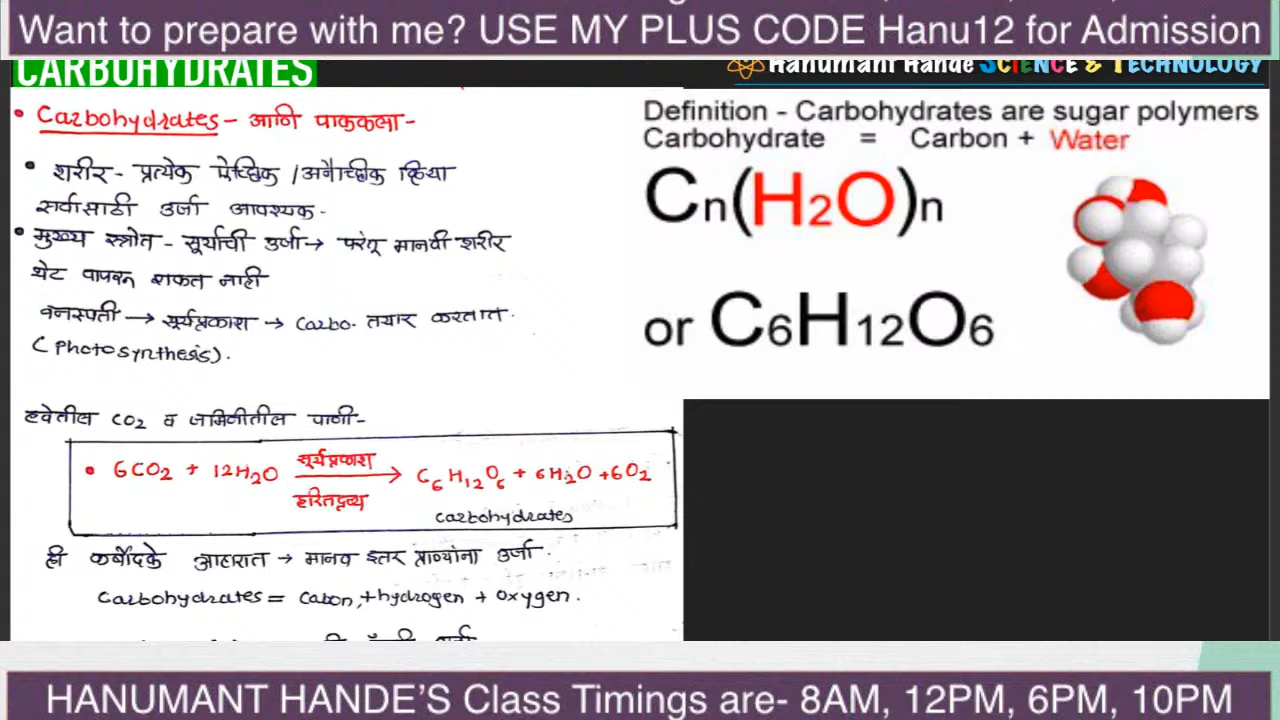 Want to prepare with me? USE MY PLUS CODE Hanu12 for Admission
CARBOHYDRATES
Hanumant Hande SCIENCE & TECHNOLOGY
• Carbohydrates - आणि पाककला -
• शरीर - प्रत्येक ऐच्छिक / अनैच्छीक क्रिया
सर्वासाठी उर्जा आवश्यक -
• मुख्य स्त्रोत - सूर्याची उर्जा → परंतू मानवी शरीर
थेट वापरू शकत नाही
वनस्पती → सूर्यप्रकाश → Carbo. तयार करतात.
(Photosynthesis).
हवेतील CO2 व जमिनीतील पाणी -
• 6CO2 + 12H2O सूर्यप्रकाश हरितद्रव्य → C6H12O6 + 6H2O + 6O2
carbohydrates
ही कर्बोदके आहारात → मानव इतर प्राण्यांना उर्जा.
Carbohydrates = Cabon, + hydrogen + oxygen.
Definition - Carbohydrates are sugar polymers
Carbohydrate = Carbon + Water
Cn(H2O)n
or C6H12O6
HANUMANT HANDE'S Class Timings are- 8AM, 12PM, 6PM, 10PM